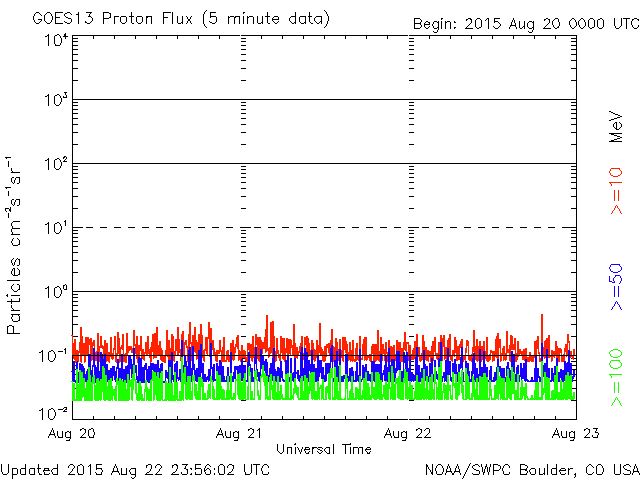 GOES13 Proton Flux (5 minute data)
Begin: 2015 Aug 20 0000 UTC
10⁴
10³
10²
10¹
10⁰
10⁻¹
10⁻²
Particles cm⁻²s⁻¹sr⁻¹
MeV
>=10
>=50
>=100
Aug 20
Aug 21
Aug 22
Aug 23
Universal Time
Updated 2015 Aug 22 23:56:02 UTC
NOAA/SWPC Boulder, CO USA